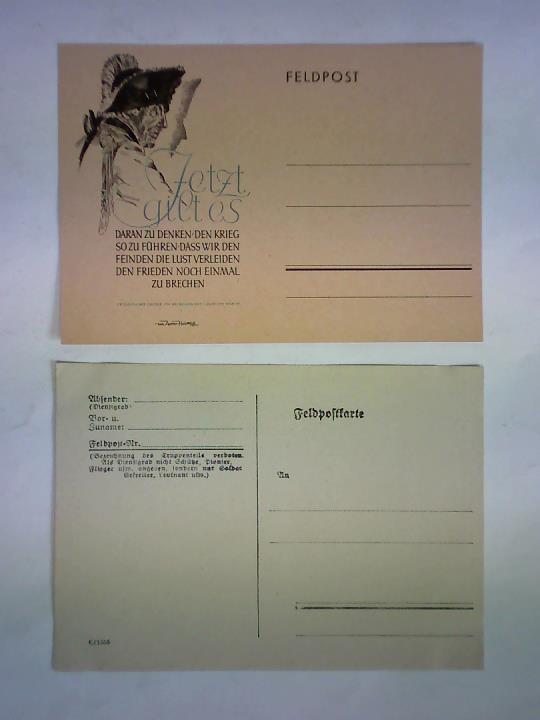 FELDPOST
Jetzt
gilt es
DARAN ZU DENKEN·DEN KRIEG
SO ZU FÜHREN·DASS WIR DEN
FEINDEN DIE LUST VERLEIDEN
DEN FRIEDEN NOCH EINMAL
ZU BRECHEN
Absender:
(Dienstgrad)
Vor- u.
Zuname:
Feldpost-Nr.
(Bezeichnung des Truppenteils verboten.
Als Dienstgrad nicht Schütze, Pionier,
Flieger usw. angeben, sondern nur Soldat
Gefreiter, Leutnant usw.)
Feldpostkarte
An